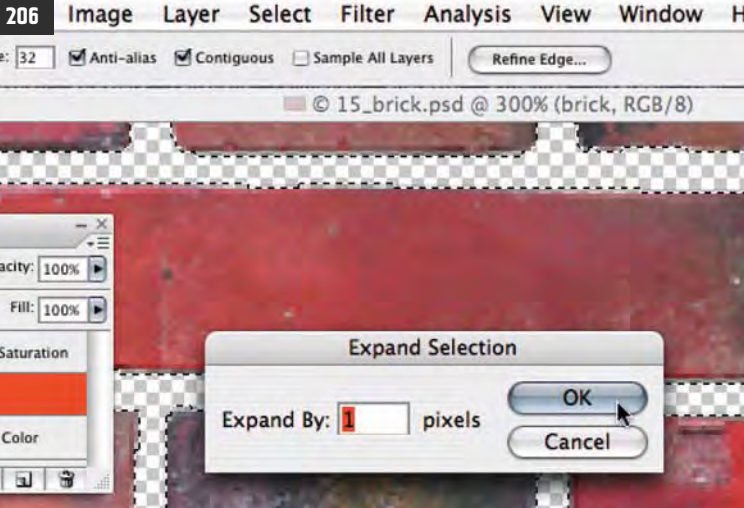 206
Image Layer Select Filter Analysis View Window H
e: 32 Anti-alias Contiguous Sample All Layers Refine Edge...
© 15_brick.psd @ 300% (brick, RGB/8)
acity: 100%
Fill: 100%
Saturation
Color
Expand Selection
Expand By: 1 pixels
OK
Cancel